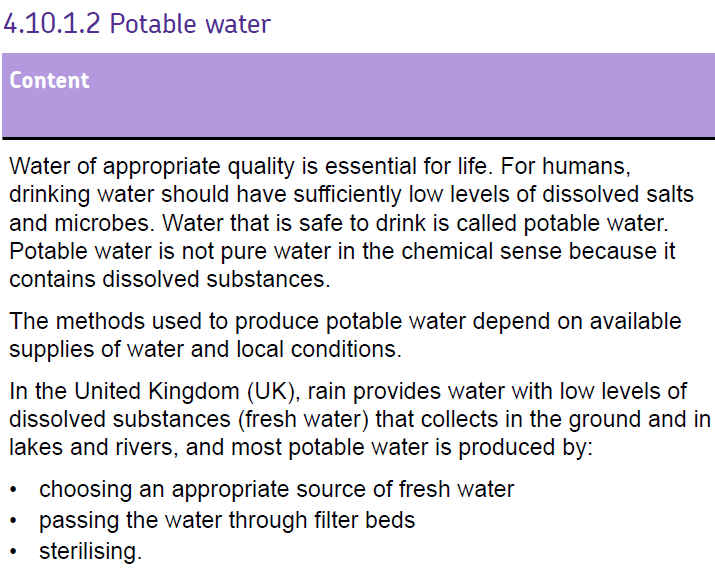 4.10.1.2 Potable water
Content
Water of appropriate quality is essential for life. For humans,
drinking water should have sufficiently low levels of dissolved salts
and microbes. Water that is safe to drink is called potable water.
Potable water is not pure water in the chemical sense because it
contains dissolved substances.
The methods used to produce potable water depend on available
supplies of water and local conditions.
In the United Kingdom (UK), rain provides water with low levels of
dissolved substances (fresh water) that collects in the ground and in
lakes and rivers, and most potable water is produced by:
• choosing an appropriate source of fresh water
• passing the water through filter beds
• sterilising.